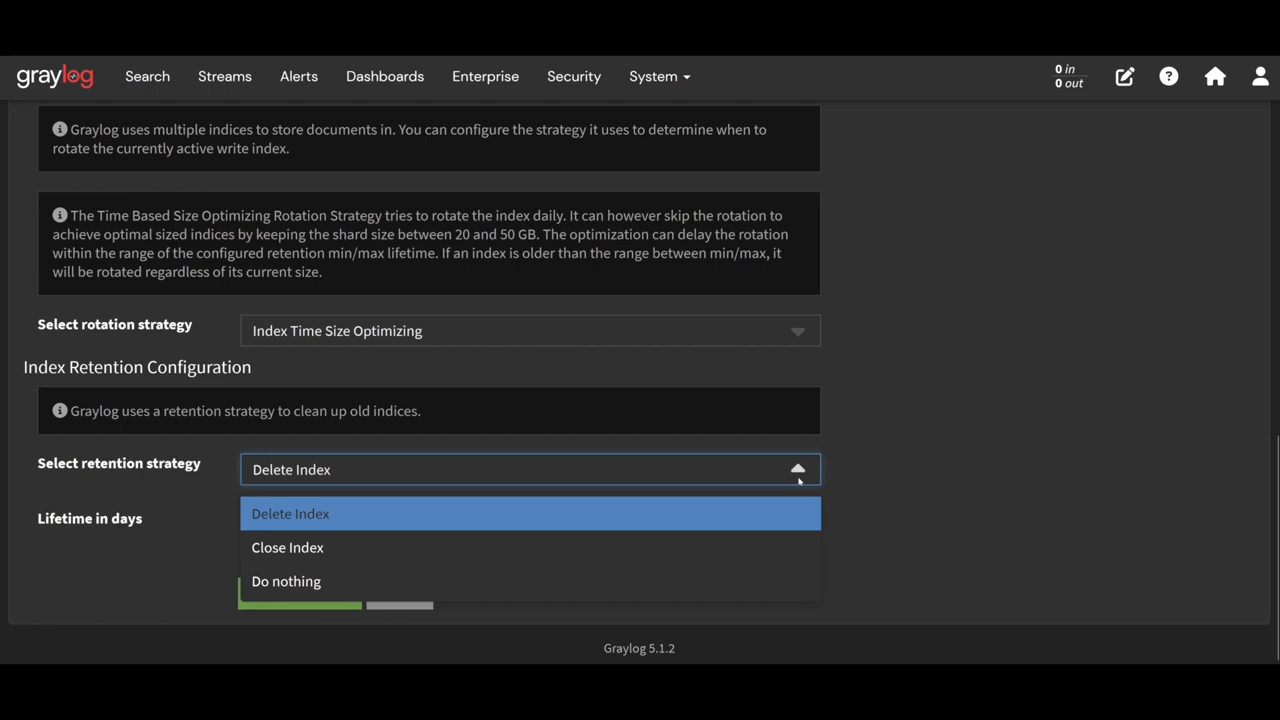 graylog Search Streams Alerts Dashboards Enterprise Security System 0 in
0 out
Graylog uses multiple indices to store documents in. You can configure the strategy it uses to determine when to
rotate the currently active write index.
The Time Based Size Optimizing Rotation Strategy tries to rotate the index daily. It can however skip the rotation to
achieve optimal sized indices by keeping the shard size between 20 and 50 GB. The optimization can delay the rotation
within the range of the configured retention min/max lifetime. If an index is older than the range between min/max, it
will be rotated regardless of its current size.
Select rotation strategy Index Time Size Optimizing
Index Retention Configuration
Graylog uses a retention strategy to clean up old indices.
Select retention strategy Delete Index
Delete Index
Lifetime in days
Close Index
Do nothing
Graylog 5.1.2